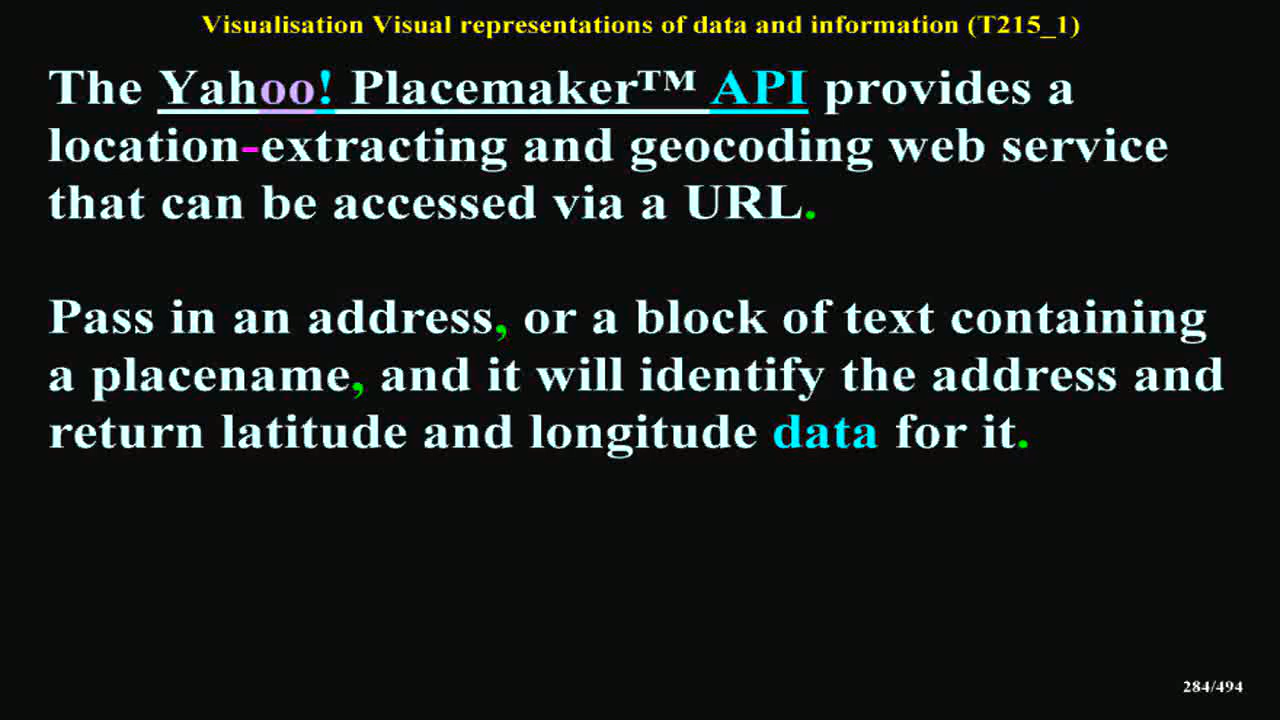 Visualisation Visual representations of data and information (T215_1)
The Yahoo! Placemaker™ API provides a
location-extracting and geocoding web service
that can be accessed via a URL.
Pass in an address, or a block of text containing
a placename, and it will identify the address and
return latitude and longitude data for it.
284/494